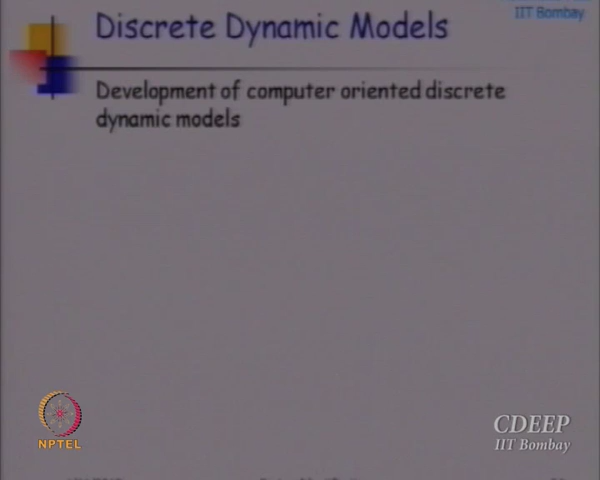 IIT Bombay
Discrete Dynamic Models
Development of computer oriented discrete
dynamic models
NPTEL
CDEEP
IIT Bombay